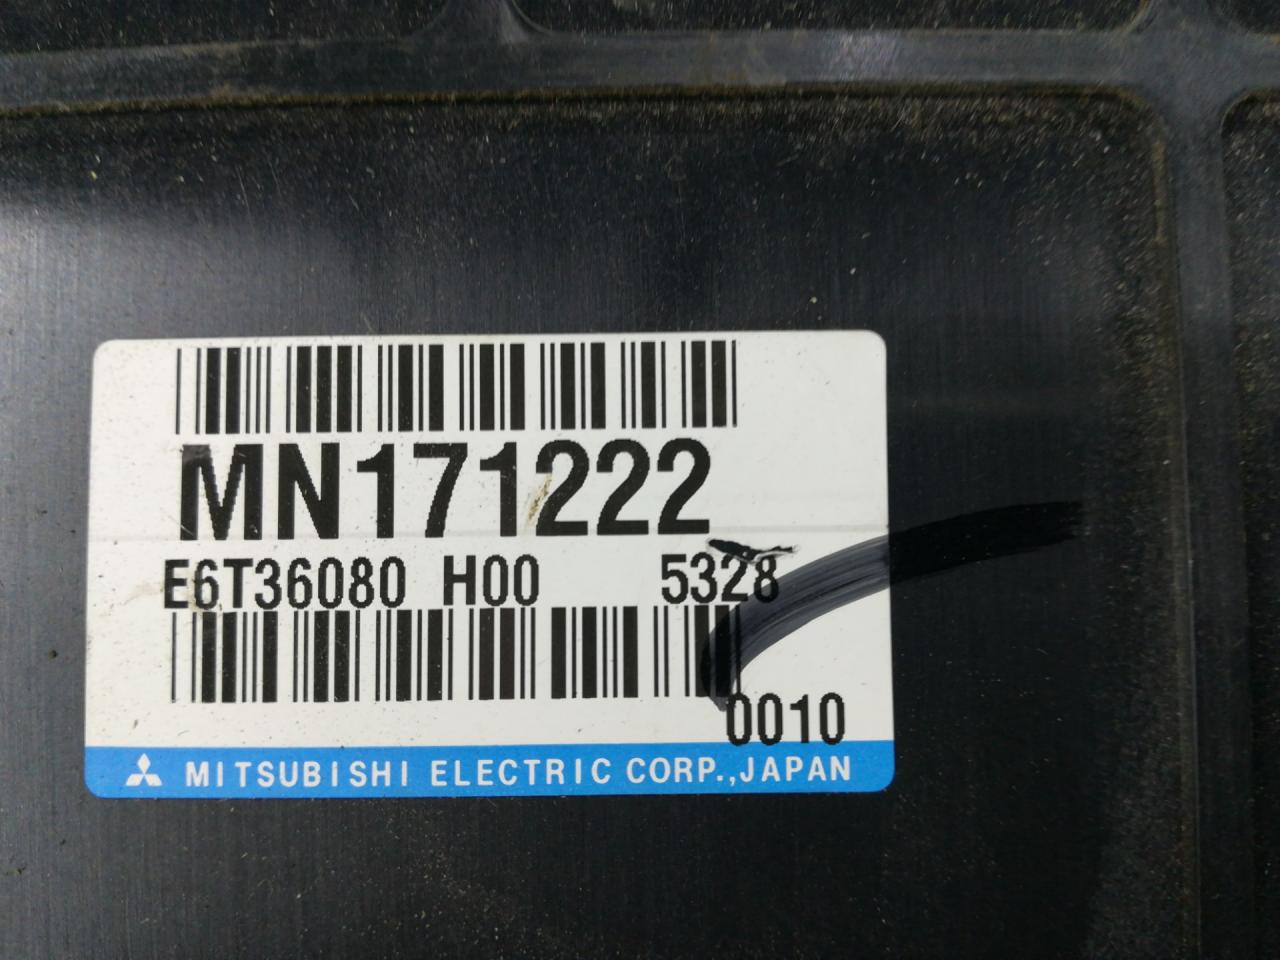 MN171222
E6T36080 H00 5328
0010
MITSUBISHI ELECTRIC CORP.,JAPAN